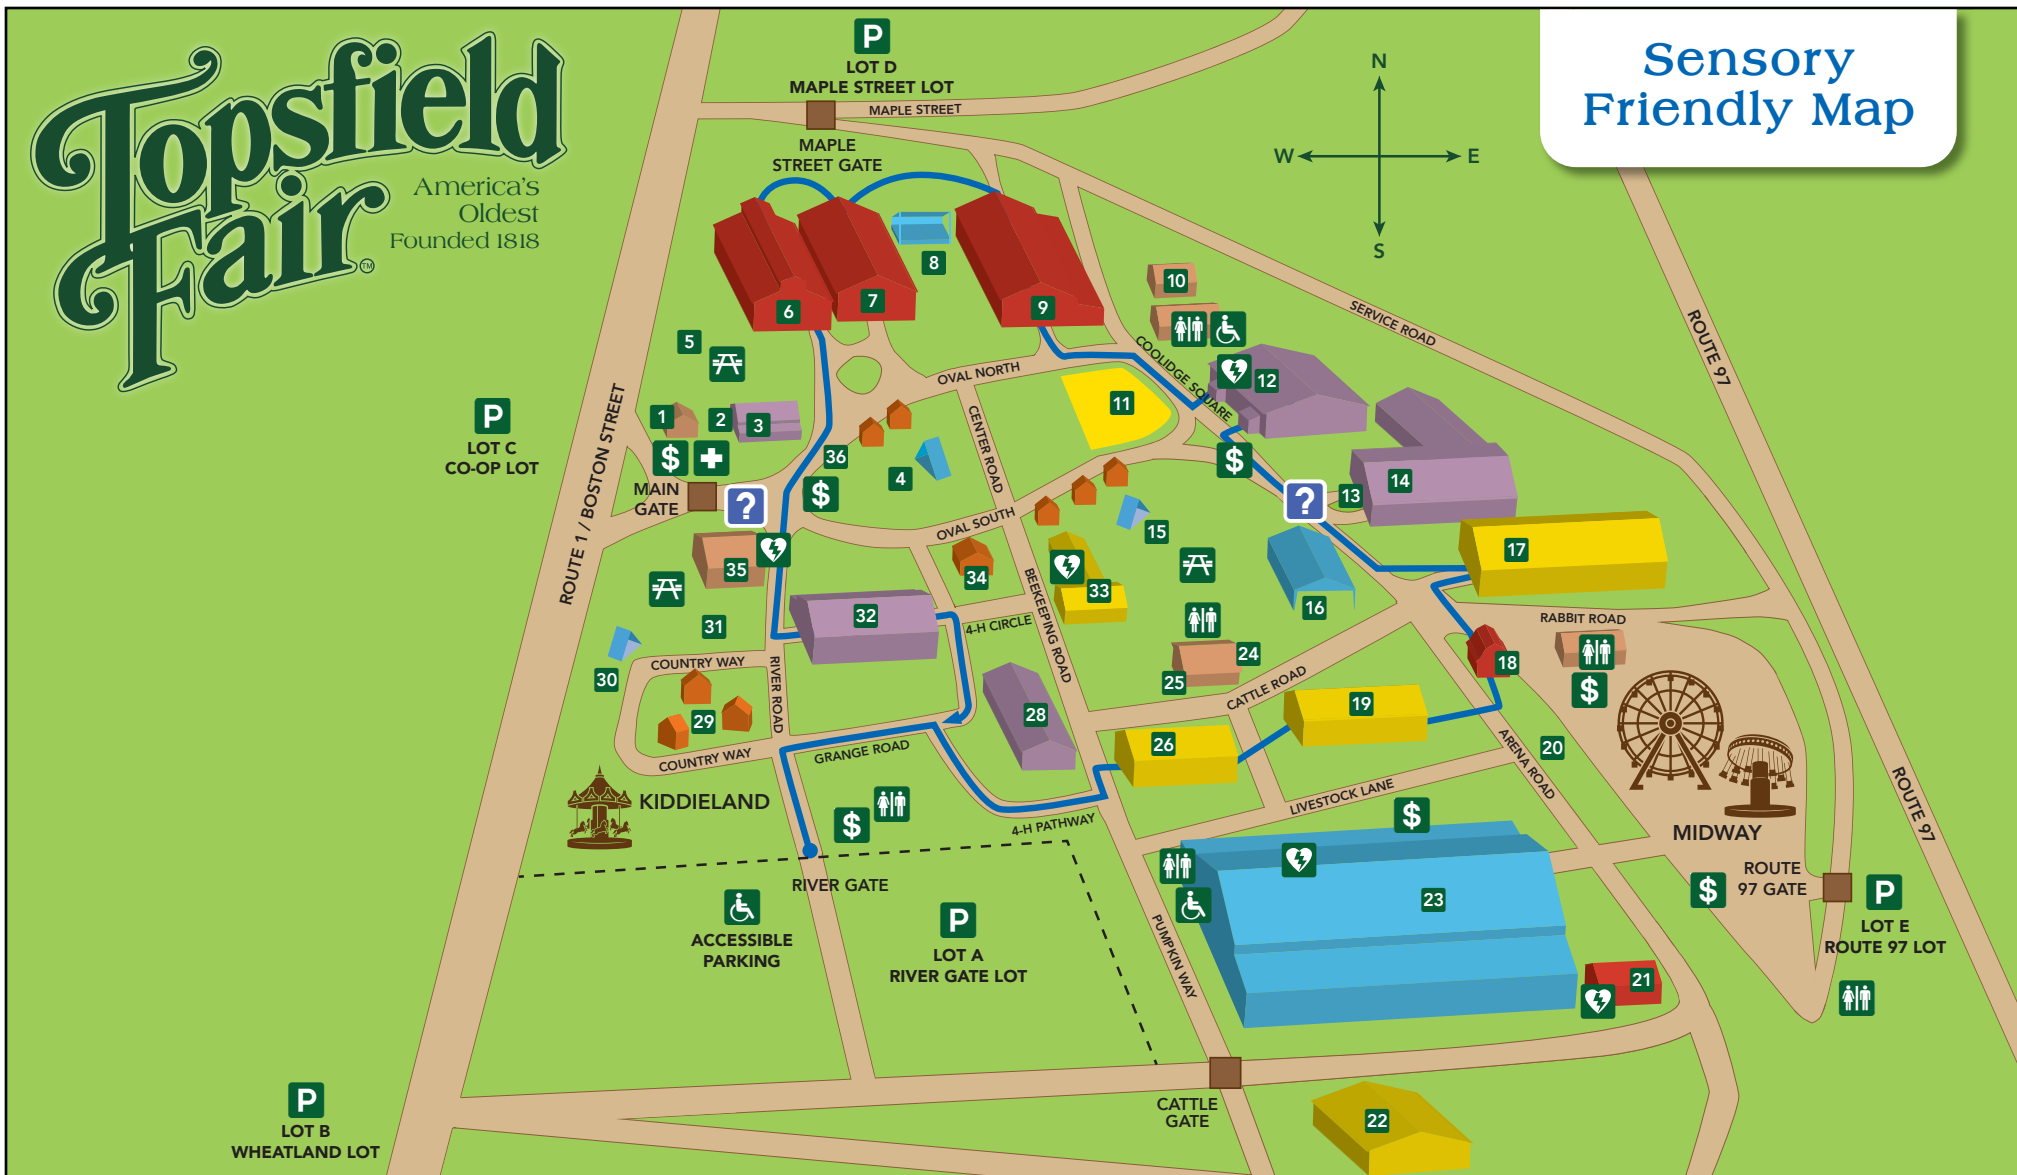 Topsfield
Fair
TM
America's
Oldest
Founded 1818
Sensory
Friendly Map
P
LOT D
MAPLE STREET LOT
MAPLE STREET
MAPLE
STREET GATE
N
W
E
S
SERVICE ROAD
ROUTE 97
ROUTE 97
6
7
8
9
10
COOLIDGE SQUARE
12
5
OVAL NORTH
11
CENTER ROAD
1
2
3
$
P
LOT C
CO-OP LOT
ROUTE 1 / BOSTON STREET
MAIN
GATE
?
36
$
4
OVAL SOUTH
15
$
?
13
14
17
16
35
34
33
BEEKEEPING ROAD
32
4-H CIRCLE
31
30
COUNTRY WAY
RIVER ROAD
29
COUNTRY WAY
GRANGE ROAD
28
24
25
CATTLE ROAD
RABBIT ROAD
18
$
19
26
20
ARENA ROAD
LIVESTOCK LANE
KIDDIELAND
$
4-H PATHWAY
$
MIDWAY
RIVER GATE
23
$
ROUTE
97 GATE
P
LOT E
ROUTE 97 LOT
ACCESSIBLE
PARKING
P
LOT A
RIVER GATE LOT
PUMPKIN WAY
21
P
LOT B
WHEATLAND LOT
CATTLE
GATE
22